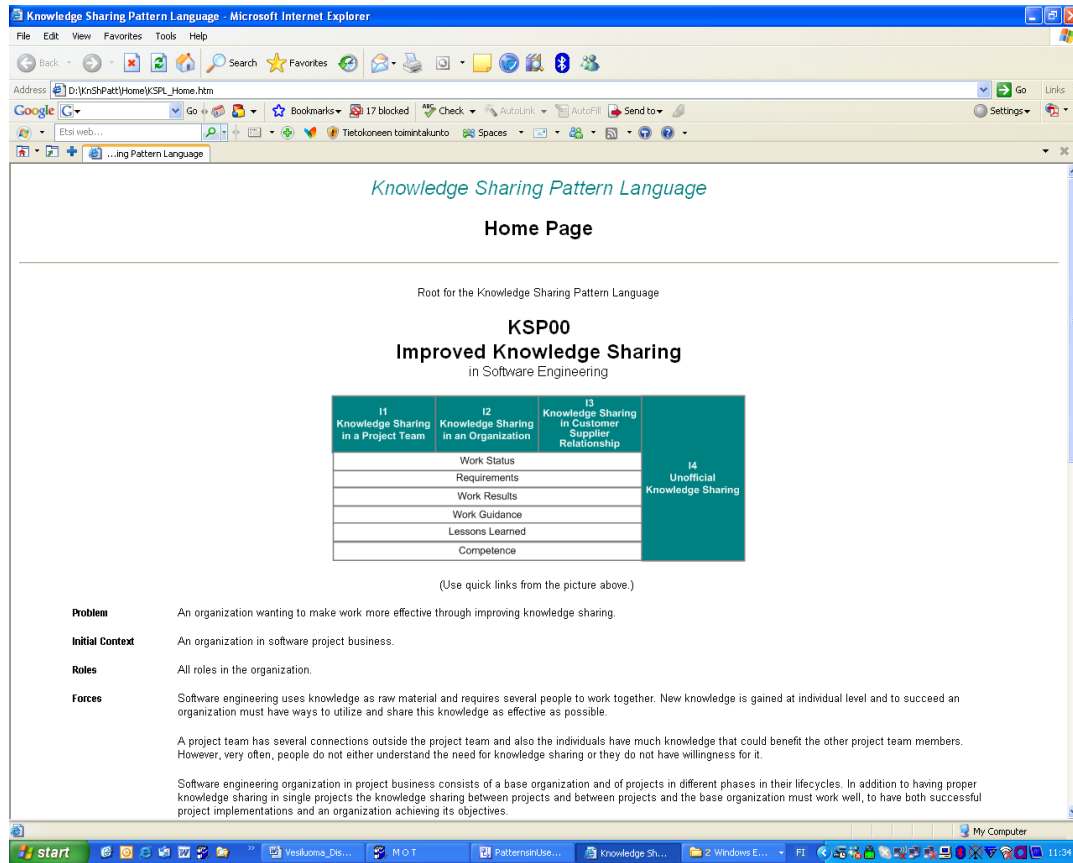 Knowledge Sharing Pattern Language - Microsoft Internet Explorer
File Edit View Favorites Tools Help
Back Search Favorites
Address D:\KnShPatt\Home\KSPL_Home.htm Go Links
Google G Go Bookmarks 17 blocked ABC Check AutoLink AutoFill Send to Settings
Etsi web... Tietokoneen toimintakunto Spaces
...ing Pattern Language
Knowledge Sharing Pattern Language
Home Page
Root for the Knowledge Sharing Pattern Language
KSP00
Improved Knowledge Sharing
in Software Engineering
I1
Knowledge Sharing
in a Project Team
I2
Knowledge Sharing
in an Organization
I3
Knowledge Sharing
in Customer
Supplier
Relationship
I4
Unofficial
Knowledge Sharing
Work Status
Requirements
Work Results
Work Guidance
Lessons Learned
Competence
(Use quick links from the picture above.)
Problem An organization wanting to make work more effective through improving knowledge sharing.
Initial Context An organization in software project business.
Roles All roles in the organization.
Forces Software engineering uses knowledge as raw material and requires several people to work together. New knowledge is gained at individual level and to succeed an
organization must have ways to utilize and share this knowledge as effective as possible.
A project team has several connections outside the project team and also the individuals have much knowledge that could benefit the other project team members.
However, very often, people do not either understand the need for knowledge sharing or they do not have willingness for it.
Software engineering organization in project business consists of a base organization and of projects in different phases in their lifecycles. In addition to having proper
knowledge sharing in single projects the knowledge sharing between projects and between projects and the base organization must work well, to have both successful
project implementations and an organization achieving its objectives.
My Computer
start Vesiluoma_Dis... M O T PatternsinUse... Knowledge Sh... 2 Windows E... FI 11:34